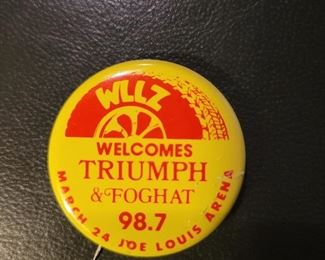 WLLZ
WELCOMES
TRIUMPH
& FOGHAT
98.7
MARCH 24 JOE LOUIS ARENA